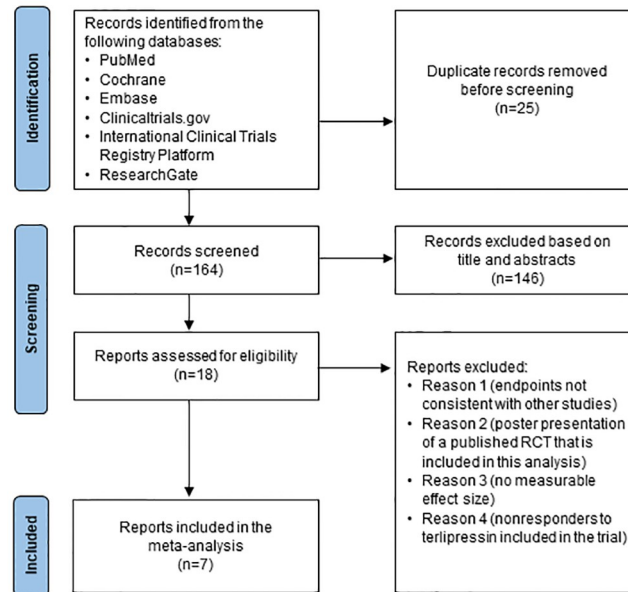 Identification
Records identified from
the following databases:
• PubMed
• Cochrane
• Embase
• Clinicaltrials.gov
• International Clinical Trials
Registry Platform
• ResearchGate
Duplicate records removed
before screening
(n=25)
Screening
Records screened
(n=164)
Records excluded based on
title and abstracts
(n=146)
Reports assessed for eligibility
(n=18)
Reports excluded:
• Reason 1 (endpoints not
consistent with other studies)
• Reason 2 (poster presentation
of a published RCT that is
included in this analysis)
• Reason 3 (no measurable
effect size)
• Reason 4 (nonresponders to
terlipressin included in the trial)
Included
Reports included in the
meta-analysis
(n=7)